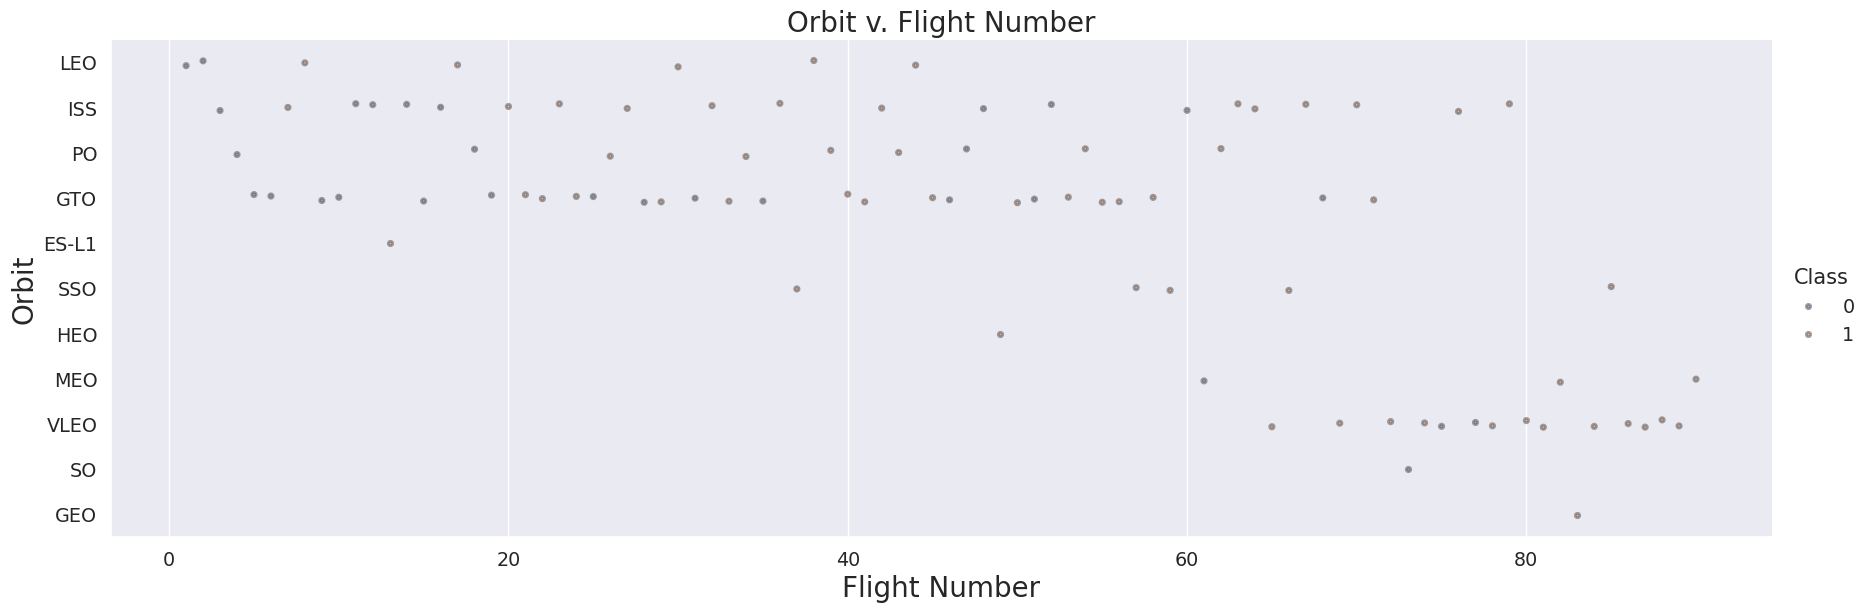 Orbit v. Flight Number
LEO
ISS
PO
GTO
ES-L1
SSO
HEO
MEO
VLEO
SO
GEO
Orbit
0
20
40
60
80
Flight Number
Class
0
1